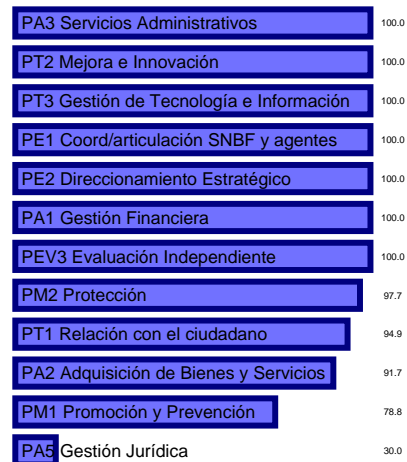 PA3 Servicios Administrativos 100.0
PT2 Mejora e Innovación 100.0
PT3 Gestión de Tecnología e Información 100.0
PE1 Coord/articulación SNBF y agentes 100.0
PE2 Direccionamiento Estratégico 100.0
PA1 Gestión Financiera 100.0
PEV3 Evaluación Independiente 100.0
PM2 Protección 97.7
PT1 Relación con el ciudadano 94.9
PA2 Adquisición de Bienes y Servicios 91.7
PM1 Promoción y Prevención 78.8
PA5 Gestión Jurídica 30.0